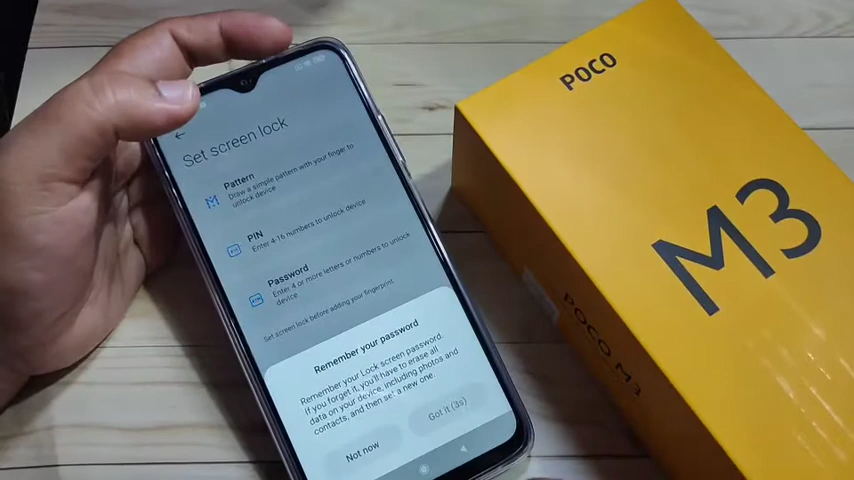 Set screen lock
Pattern
Draw a simple pattern with your finger to
unlock device
PIN
Enter 4-16 numbers to unlock device
Password
Enter 4 or more letters or numbers to unlock
device
Set screen lock before adding your fingerprint.
Remember your password
Remember your Lock screen password.
If you forget it, you'll have to erase all
data on your device, including photos and
contacts, and then set a new one.
Not now
Got it (3s)
POCO
M3
POCO M3